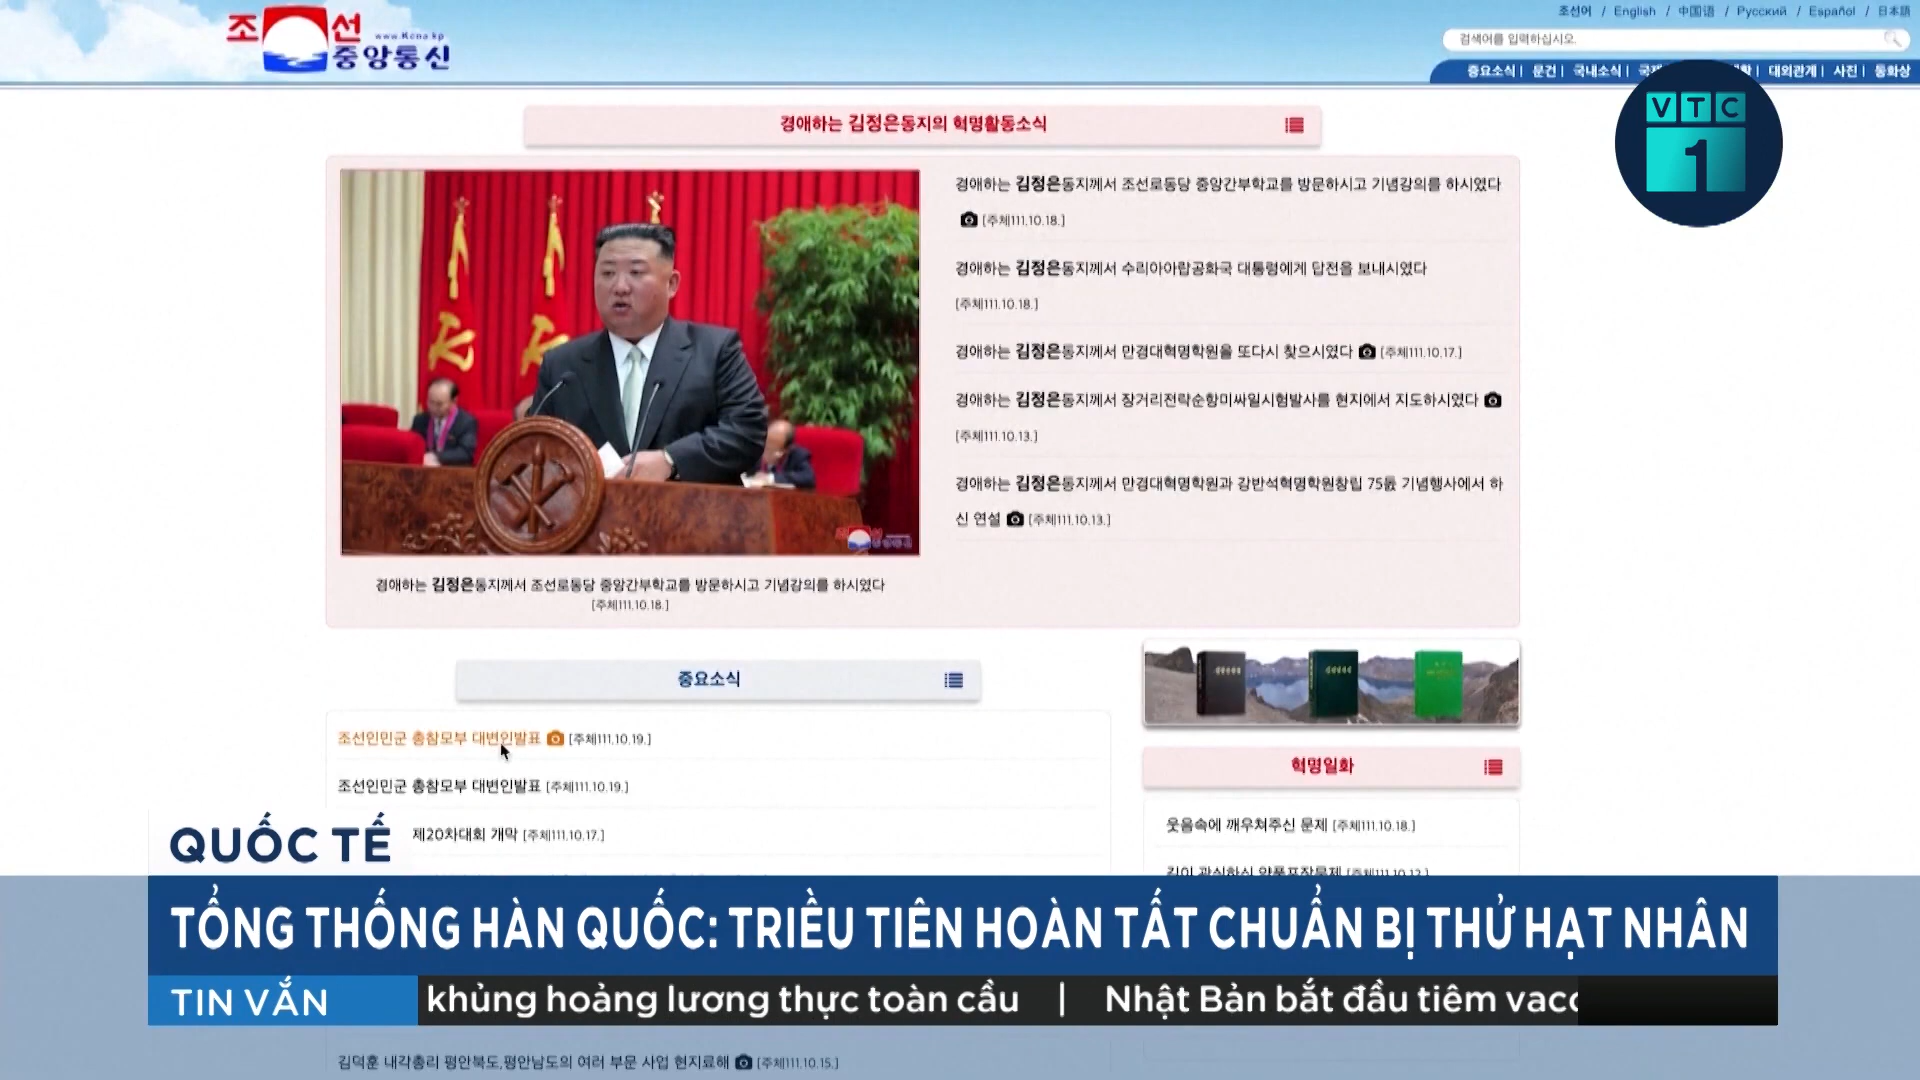 조선어 / English / 中国语 / Русский / Español / 日本語
조선
www.kcna.kp
중앙통신
검색어를 입력하십시오.
중요소식 | 문건 | 국내소식 |
대외관계 | 사진 | 동화상
VTC
1
경애하는 김정은동지의 혁명활동소식
경애하는 김정은동지께서 조선로동당 중앙간부학교를 방문하시고 기념강의를 하시였다
[주체111.10.18.]
경애하는 김정은동지께서 수리아아랍공화국 대통령에게 답전을 보내시였다
[주체111.10.18.]
경애하는 김정은동지께서 만경대혁명학원을 또다시 찾으시였다 [주체111.10.17.]
경애하는 김정은동지께서 장거리전략순항미싸일시험발사를 현지에서 지도하시였다
[주체111.10.13.]
경애하는 김정은동지께서 만경대혁명학원과 강반석혁명학원창립 75돐 기념행사에서 하
신 연설 [주체111.10.13.]
경애하는 김정은동지께서 조선로동당 중앙간부학교를 방문하시고 기념강의를 하시였다
[주체111.10.18.]
중요소식
조선인민군 총참모부 대변인발표 [주체111.10.19.]
조선인민군 총참모부 대변인발표 [주체111.10.19.]
제20차대회 개막 [주체111.10.17.]
혁명일화
웃음속에 깨우쳐주신 문제 [주체111.10.18.]
QUỐC TẾ
TỔNG THỐNG HÀN QUỐC: TRIỀU TIÊN HOÀN TẤT CHUẨN BỊ THỬ HẠT NHÂN
TIN VẮN
khủng hoảng lương thực toàn cầu | Nhật Bản bắt đầu tiêm vacc
김덕훈 내각총리 평안북도,평안남도의 여러 부문 사업 현지료해 [주체111.10.15.]